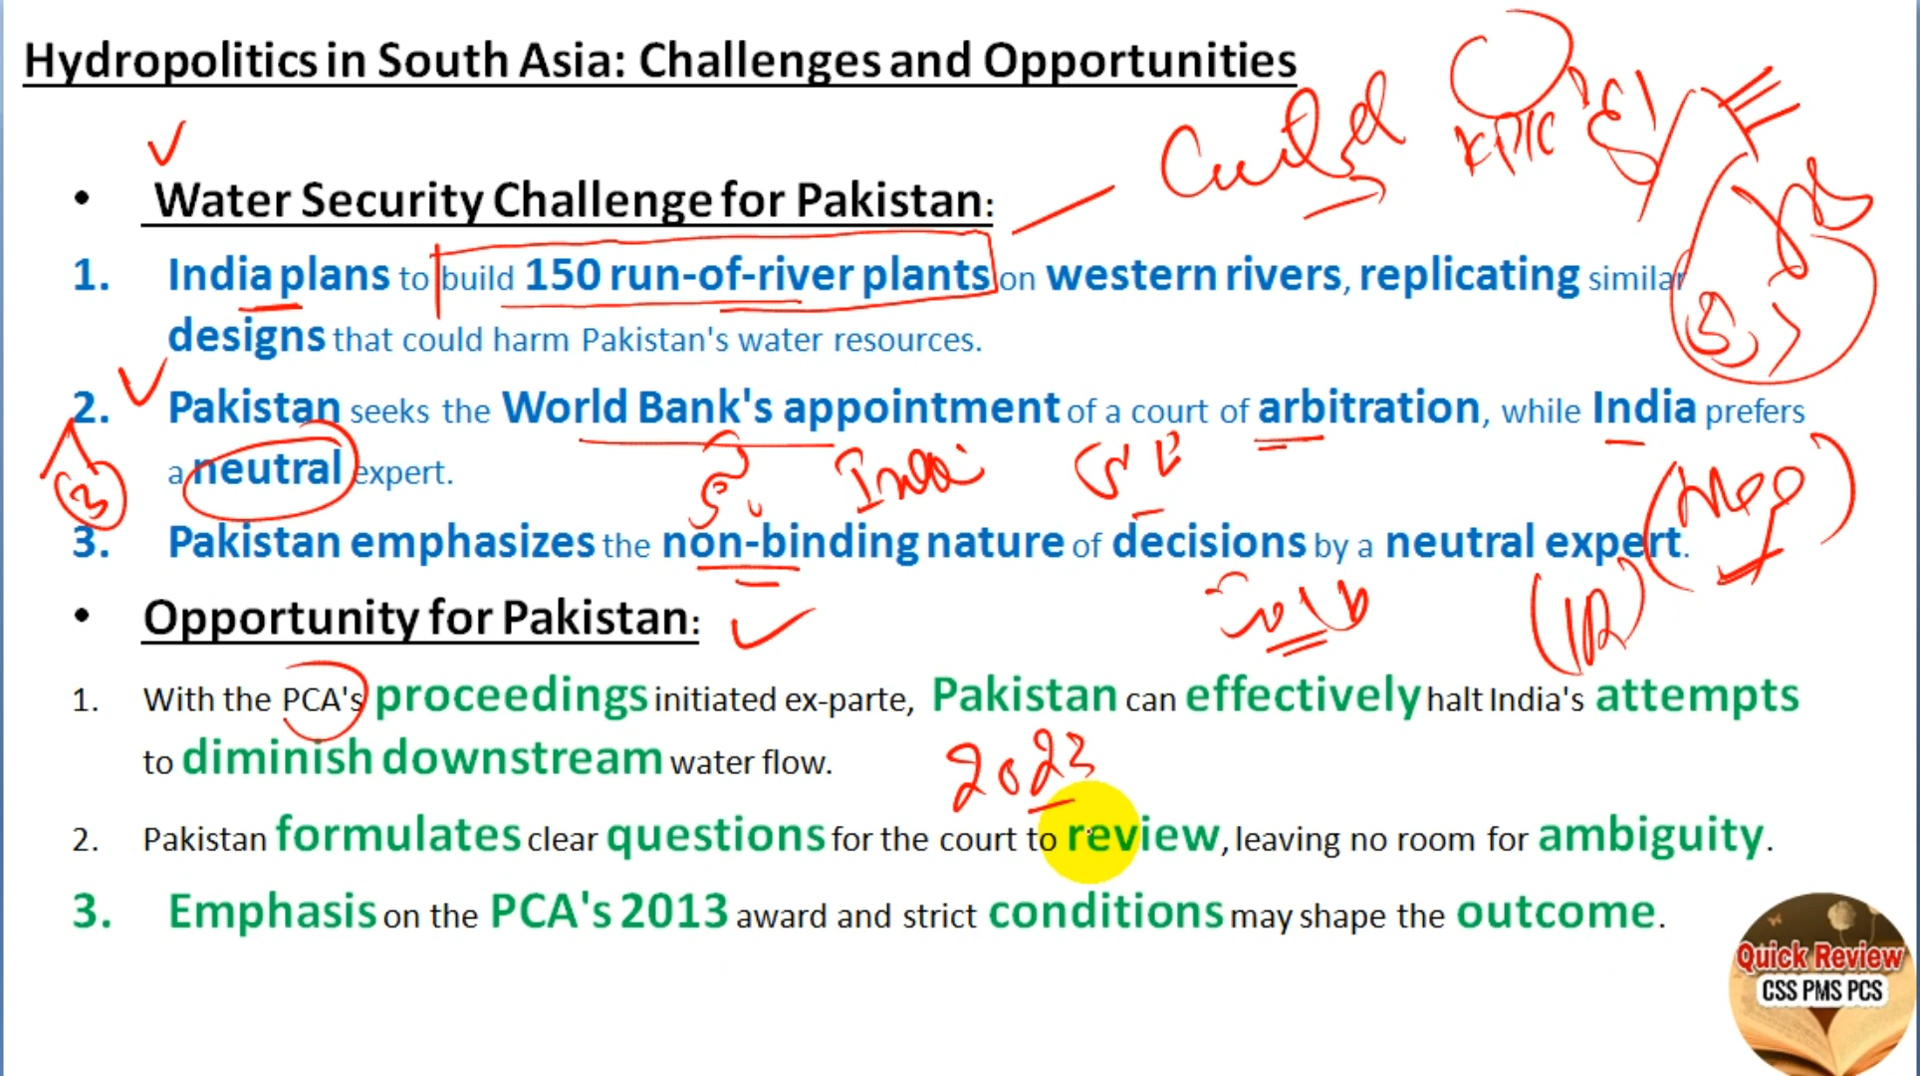 Hydropolitics in South Asia: Challenges and Opportunities
• Water Security Challenge for Pakistan:
1. India plans to build 150 run-of-river plants on western rivers, replicating similar
designs that could harm Pakistan's water resources.
2. Pakistan seeks the World Bank's appointment of a court of arbitration, while India prefers
a neutral expert.
3
India
3. Pakistan emphasizes the non-binding nature of decisions by a neutral expert.
• Opportunity for Pakistan:
1. With the PCA's proceedings initiated ex-parte, Pakistan can effectively halt India's attempts
to diminish downstream water flow.
2023
2. Pakistan formulates clear questions for the court to review, leaving no room for ambiguity.
3. Emphasis on the PCA's 2013 award and strict conditions may shape the outcome.
Quick Review
CSS PMS PCS